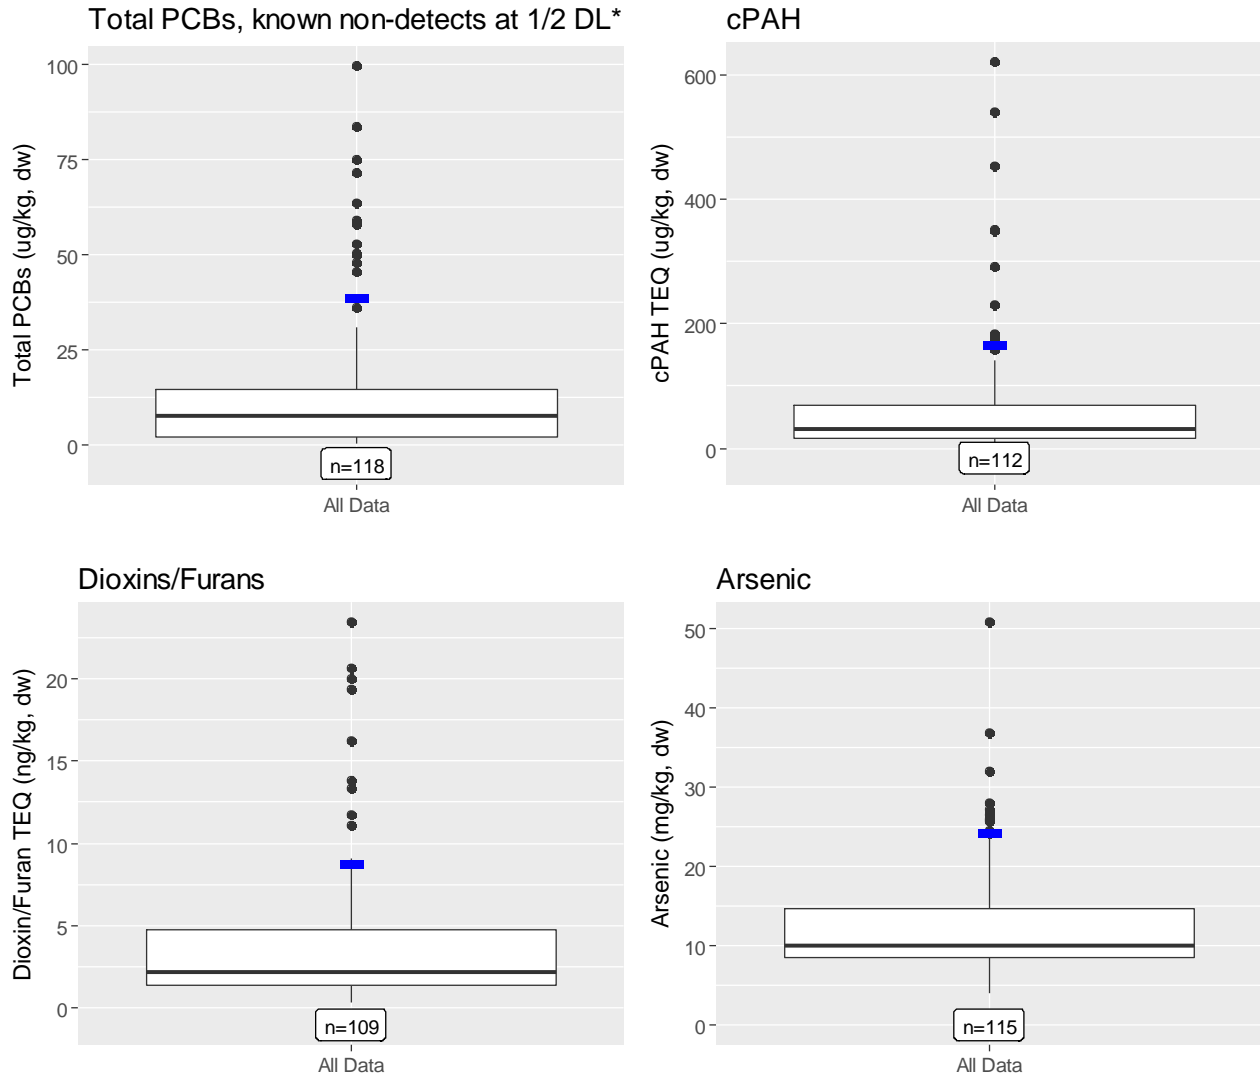 Total PCBs, known non-detects at 1/2 DL*
Total PCBs (ug/kg, dw)
100
75
50
25
0
n=118
All Data
cPAH
cPAH TEQ (ug/kg, dw)
600
400
200
0
n=112
All Data
Dioxins/Furans
Dioxin/Furan TEQ (ng/kg, dw)
20
15
10
5
0
n=109
All Data
Arsenic
Arsenic (mg/kg, dw)
50
40
30
20
10
0
n=115
All Data